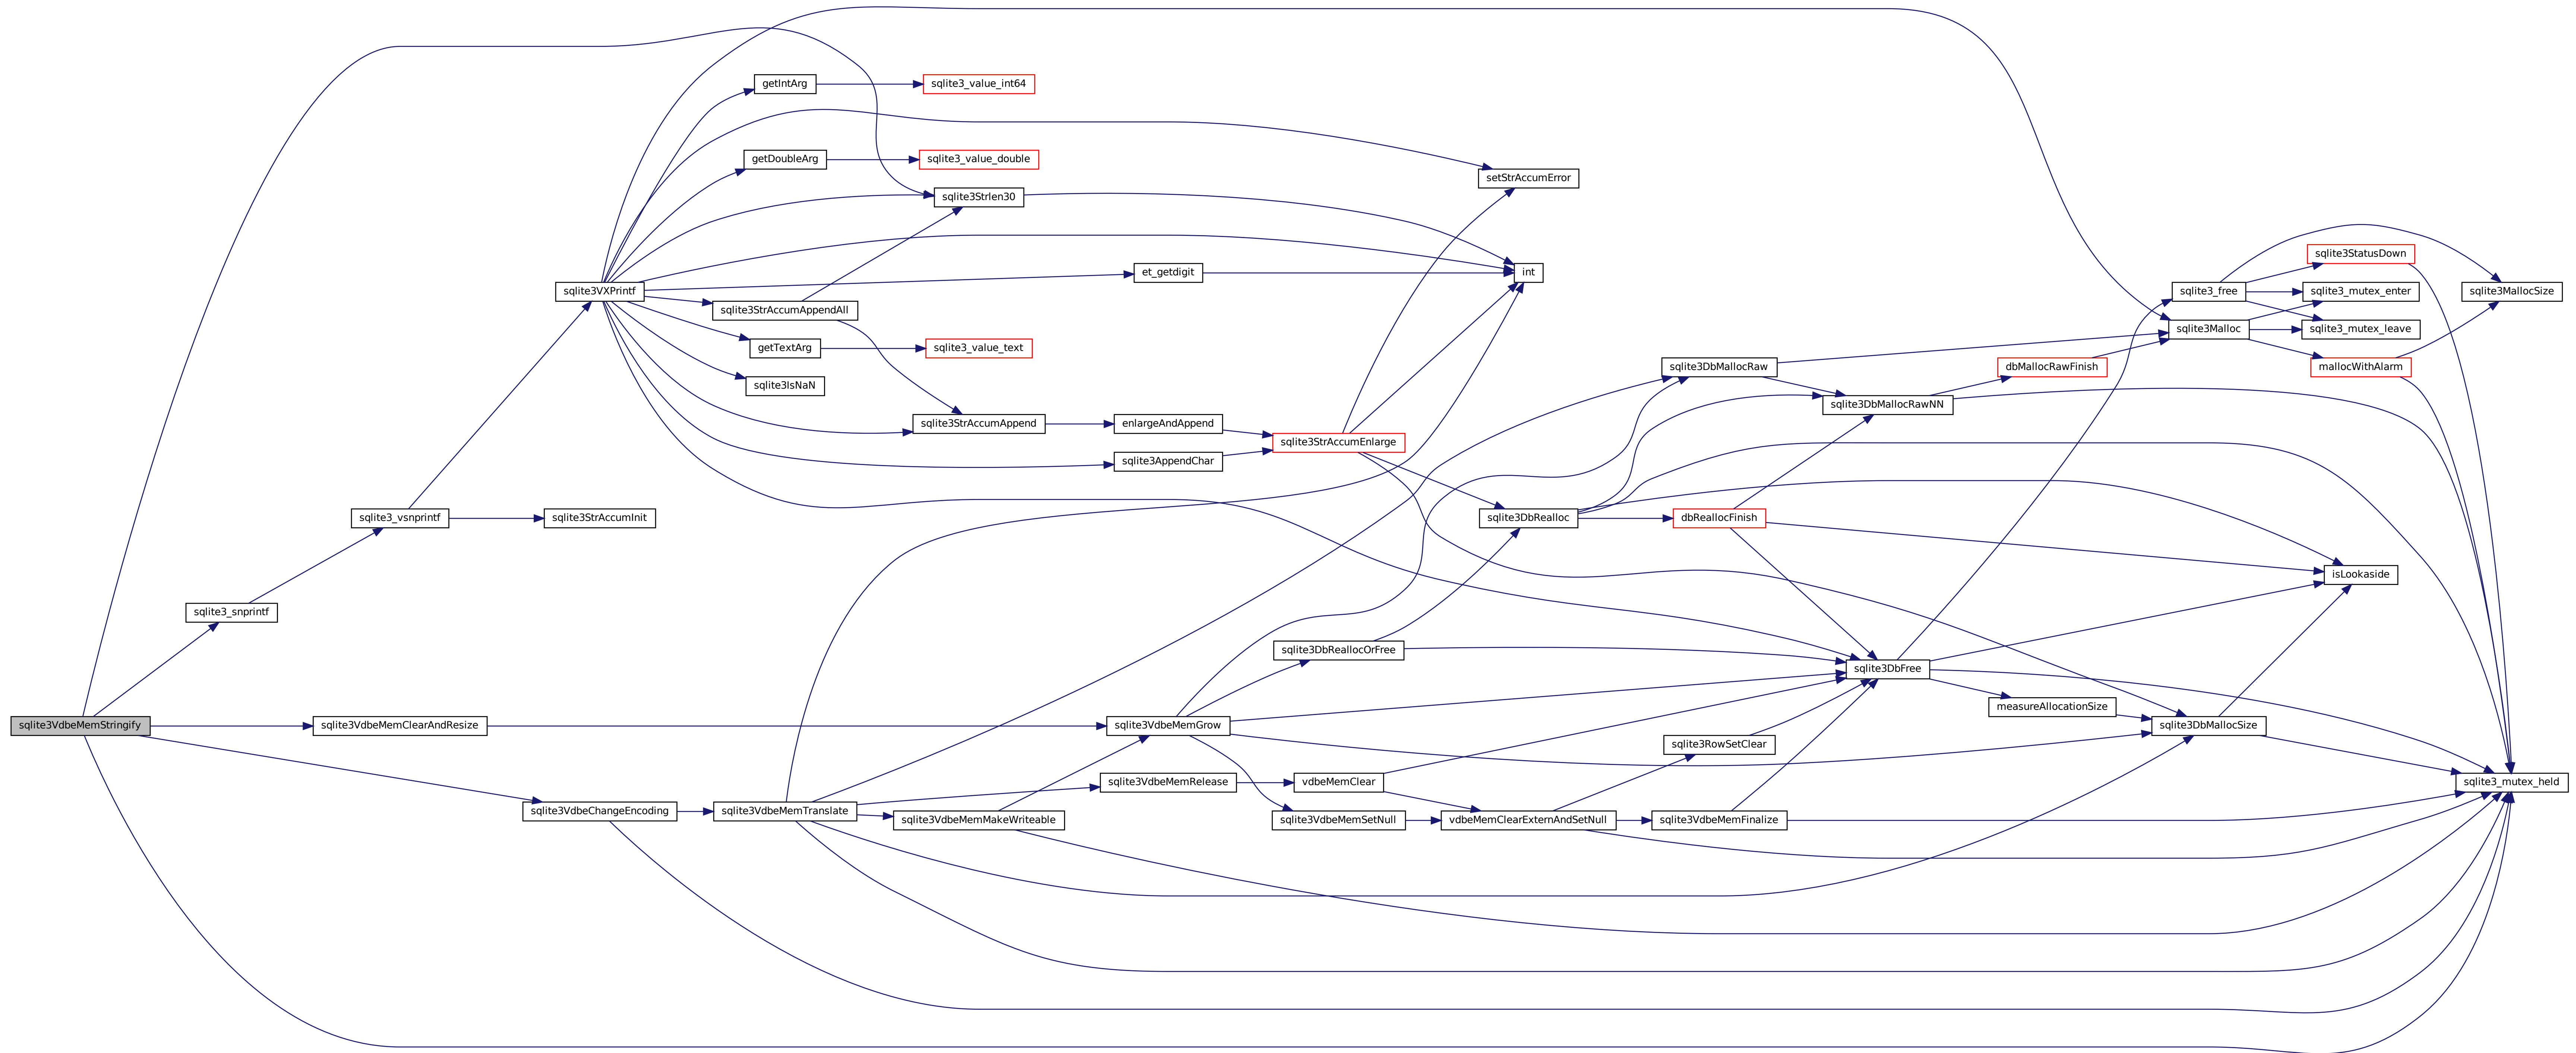 getIntArg
sqlite3_value_int64
getDoubleArg
sqlite3_value_double
setStrAccumError
sqlite3Strlen30
sqlite3StatusDown
et_getdigit
int
sqlite3VXPrintf
sqlite3_free
sqlite3_mutex_enter
sqlite3MallocSize
sqlite3StrAccumAppendAll
sqlite3Malloc
sqlite3_mutex_leave
getTextArg
sqlite3_value_text
sqlite3DbMallocRaw
dbMallocRawFinish
mallocWithAlarm
sqlite3IsNaN
sqlite3DbMallocRawNN
sqlite3StrAccumAppend
enlargeAndAppend
sqlite3StrAccumEnlarge
sqlite3AppendChar
sqlite3_vsnprintf
sqlite3StrAccumInit
sqlite3DbRealloc
dbReallocFinish
isLookaside
sqlite3_snprintf
sqlite3DbReallocOrFree
sqlite3DbFree
measureAllocationSize
sqlite3VdbeMemStringify
sqlite3VdbeMemClearAndResize
sqlite3VdbeMemGrow
sqlite3DbMallocSize
sqlite3RowSetClear
sqlite3VdbeMemRelease
vdbeMemClear
sqlite3_mutex_held
sqlite3VdbeChangeEncoding
sqlite3VdbeMemTranslate
sqlite3VdbeMemMakeWriteable
sqlite3VdbeMemSetNull
vdbeMemClearExternAndSetNull
sqlite3VdbeMemFinalize